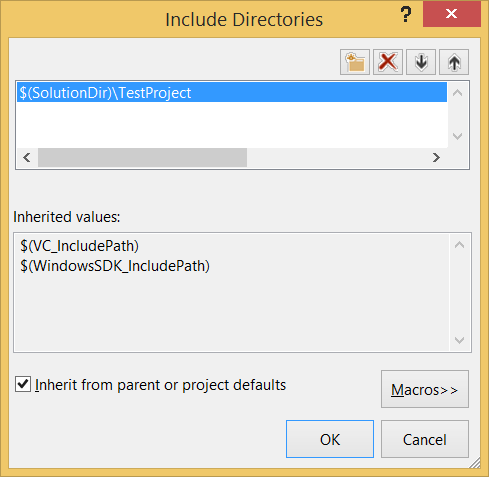 Include Directories
?
$(SolutionDir)\TestProject
Inherited values:
$(VC_IncludePath)
$(WindowsSDK_IncludePath)
Inherit from parent or project defaults
Macros>>
OK
Cancel